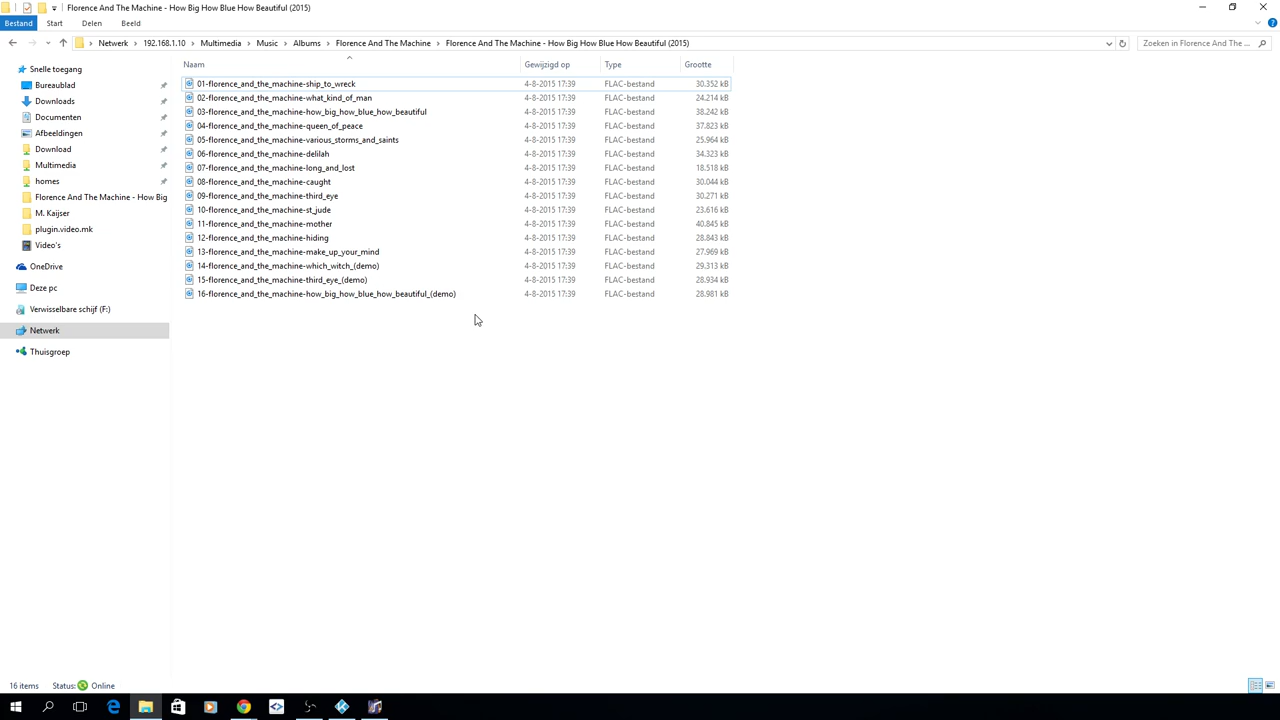 Florence And The Machine - How Big How Blue How Beautiful (2015)
Bestand Start Delen Beeld
Netwerk 192.168.1.10 Multimedia Music Albums Florence And The Machine Florence And The Machine - How Big How Blue How Beautiful (2015) Zoeken in Florence And The ...
Naam Gewijzigd op Type Grootte
Snelle toegang
Bureaublad
Downloads
Documenten
Afbeeldingen
Download
Multimedia
homes
Florence And The Machine - How Big
M. Kaijser
plugin.video.mk
Video's
OneDrive
Deze pc
Verwisselbare schijf (F:)
Netwerk
Thuisgroep
01-florence_and_the_machine-ship_to_wreck 4-8-2015 17:39 FLAC-bestand 30.352 kB
02-florence_and_the_machine-what_kind_of_man 4-8-2015 17:39 FLAC-bestand 24.214 kB
03-florence_and_the_machine-how_big_how_blue_how_beautiful 4-8-2015 17:39 FLAC-bestand 38.242 kB
04-florence_and_the_machine-queen_of_peace 4-8-2015 17:39 FLAC-bestand 37.823 kB
05-florence_and_the_machine-various_storms_and_saints 4-8-2015 17:39 FLAC-bestand 25.964 kB
06-florence_and_the_machine-delilah 4-8-2015 17:39 FLAC-bestand 34.323 kB
07-florence_and_the_machine-long_and_lost 4-8-2015 17:39 FLAC-bestand 18.518 kB
08-florence_and_the_machine-caught 4-8-2015 17:39 FLAC-bestand 30.044 kB
09-florence_and_the_machine-third_eye 4-8-2015 17:39 FLAC-bestand 30.271 kB
10-florence_and_the_machine-st_jude 4-8-2015 17:39 FLAC-bestand 23.616 kB
11-florence_and_the_machine-mother 4-8-2015 17:39 FLAC-bestand 40.845 kB
12-florence_and_the_machine-hiding 4-8-2015 17:39 FLAC-bestand 28.843 kB
13-florence_and_the_machine-make_up_your_mind 4-8-2015 17:39 FLAC-bestand 27.969 kB
14-florence_and_the_machine-which_witch_(demo) 4-8-2015 17:39 FLAC-bestand 29.313 kB
15-florence_and_the_machine-third_eye_(demo) 4-8-2015 17:39 FLAC-bestand 28.934 kB
16-florence_and_the_machine-how_big_how_blue_how_beautiful_(demo) 4-8-2015 17:39 FLAC-bestand 28.981 kB
16 items Status: Online